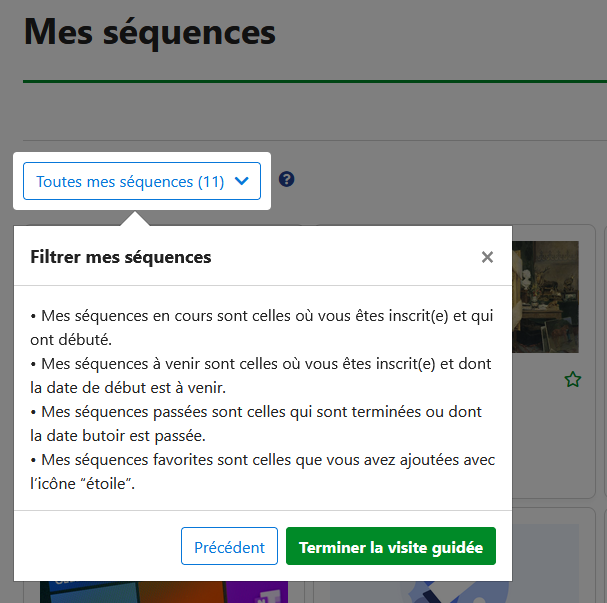 Mes séquences
Toutes mes séquences (11)
Filtrer mes séquences
• Mes séquences en cours sont celles où vous êtes inscrit(e) et qui
ont débuté.
• Mes séquences à venir sont celles où vous êtes inscrit(e) et dont
la date de début est à venir.
• Mes séquences passées sont celles qui sont terminées ou dont
la date butoir est passée.
• Mes séquences favorites sont celles que vous avez ajoutées avec
l’icône “étoile”.
Précédent
Terminer la visite guidée